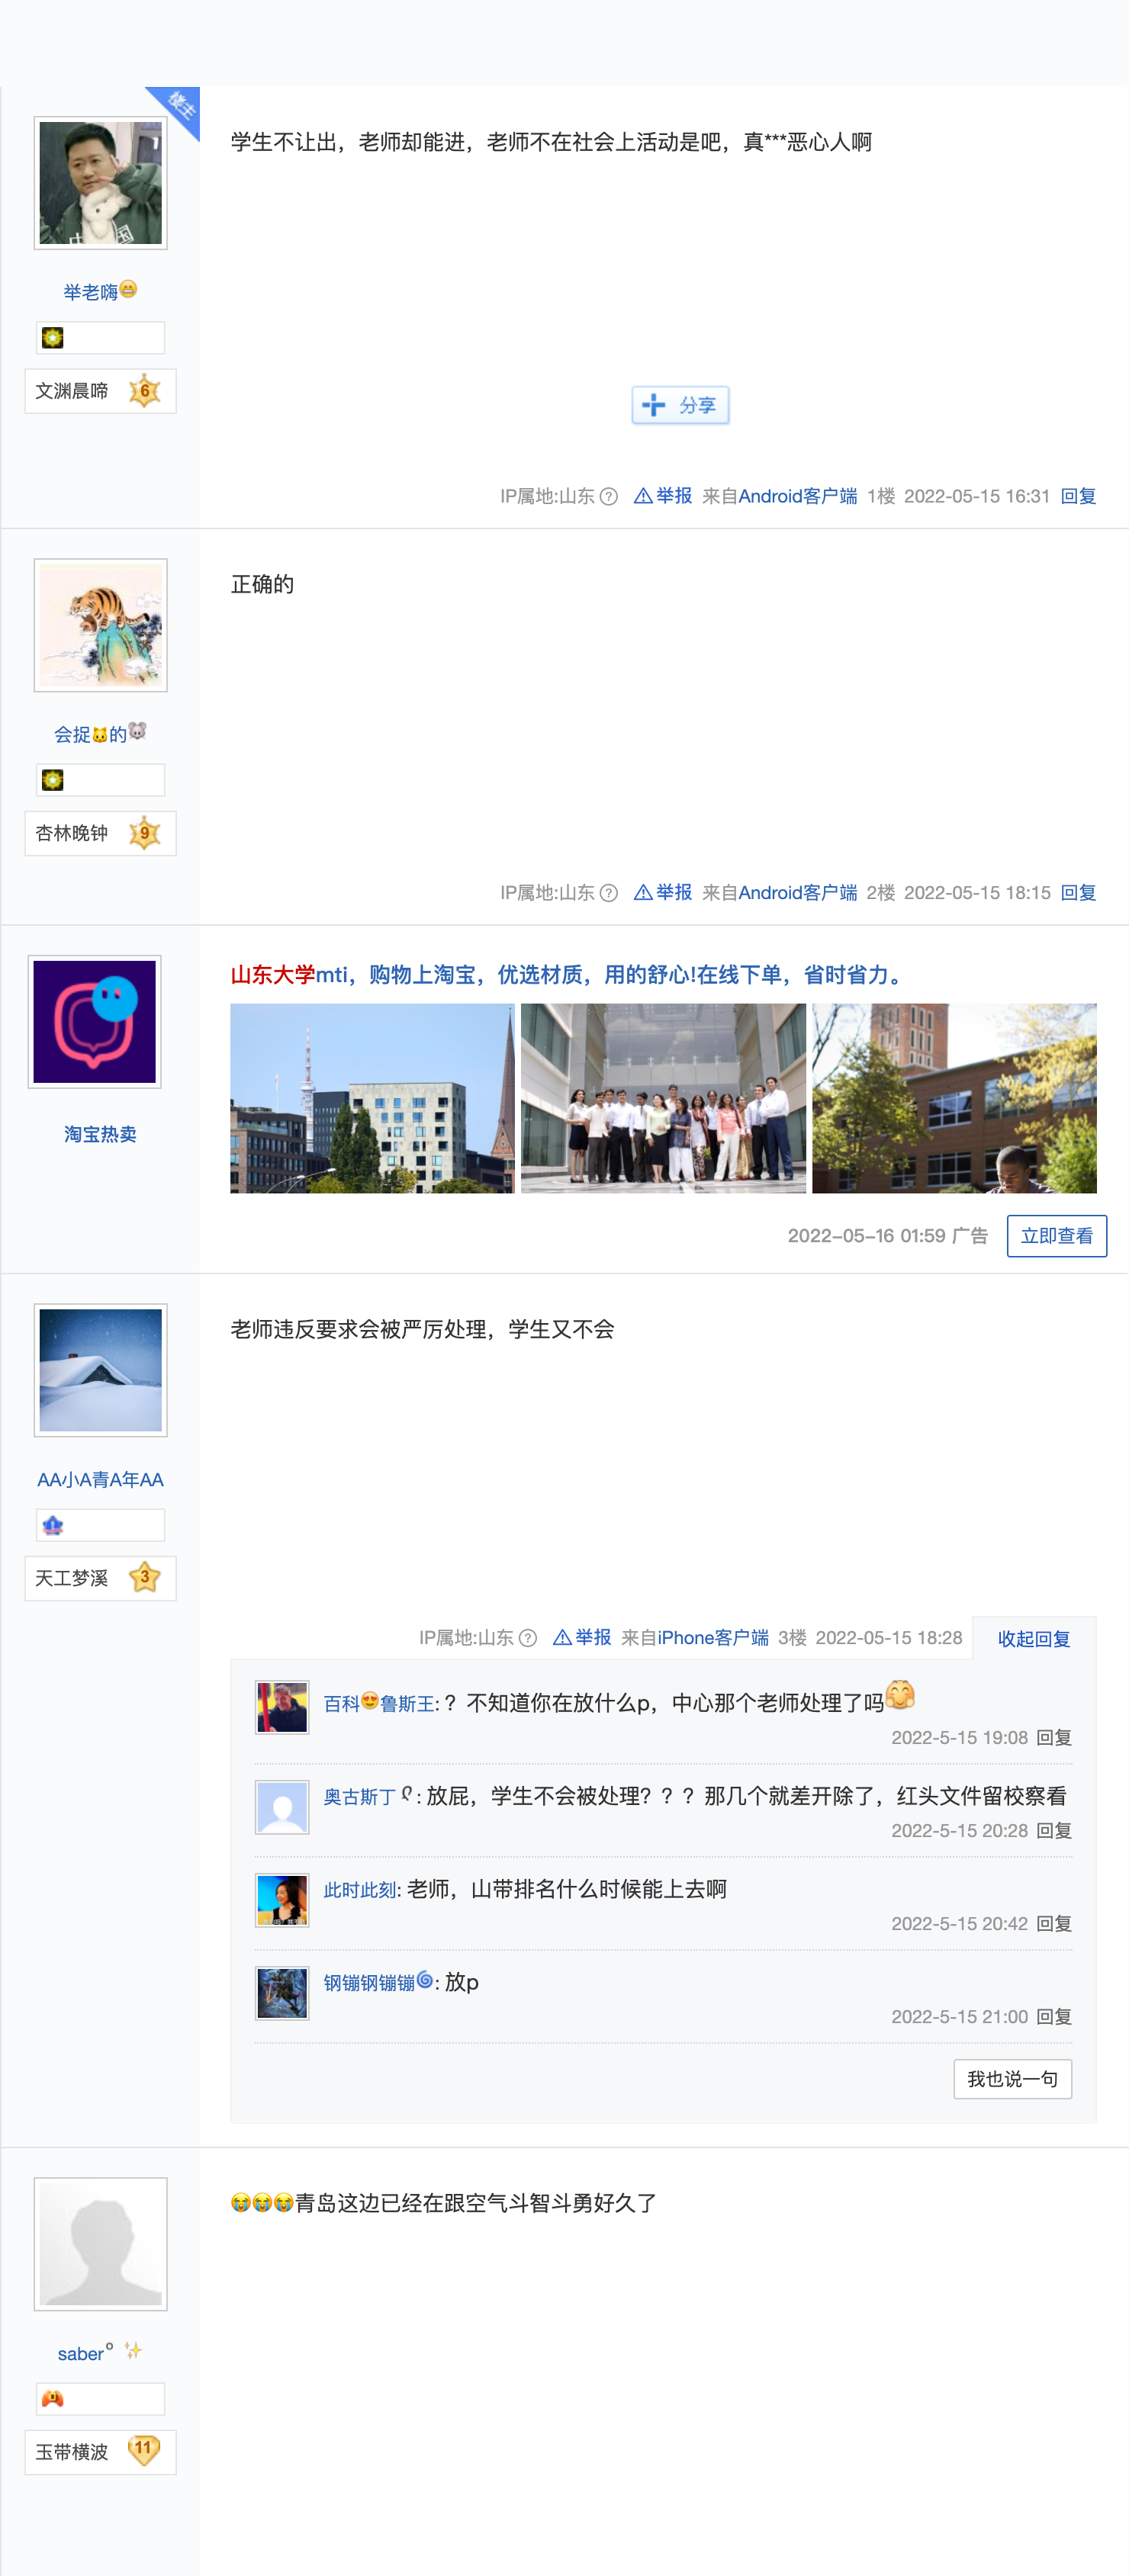 楼主
学生不让出，老师却能进，老师不在社会上活动是吧，真***恶心人啊
举老嗨
文渊晨啼 6
分享
IP属地:山东 举报 来自Android客户端 1楼 2022-05-15 16:31 回复
正确的
会捉的
杏林晚钟 9
IP属地:山东 举报 来自Android客户端 2楼 2022-05-15 18:15 回复
山东大学mti，购物上淘宝，优选材质，用的舒心!在线下单，省时省力。
淘宝热卖
2022-05-16 01:59 广告 立即查看
老师违反要求会被严厉处理，学生又不会
AA小A青A年AA
天工梦溪 3
IP属地:山东 举报 来自iPhone客户端 3楼 2022-05-15 18:28 收起回复
百科😍鲁斯王:？不知道你在放什么p，中心那个老师处理了吗
2022-5-15 19:08 回复
奥古斯丁: 放屁，学生不会被处理？？？那几个就差开除了，红头文件留校察看
2022-5-15 20:28 回复
此时此刻: 老师，山带排名什么时候能上去啊
2022-5-15 20:42 回复
钢镚钢镚镚🌀: 放p
2022-5-15 21:00 回复
我也说一句
😭😭😭青岛这边已经在跟空气斗智斗勇好久了
saber° ✨
玉带横波 11